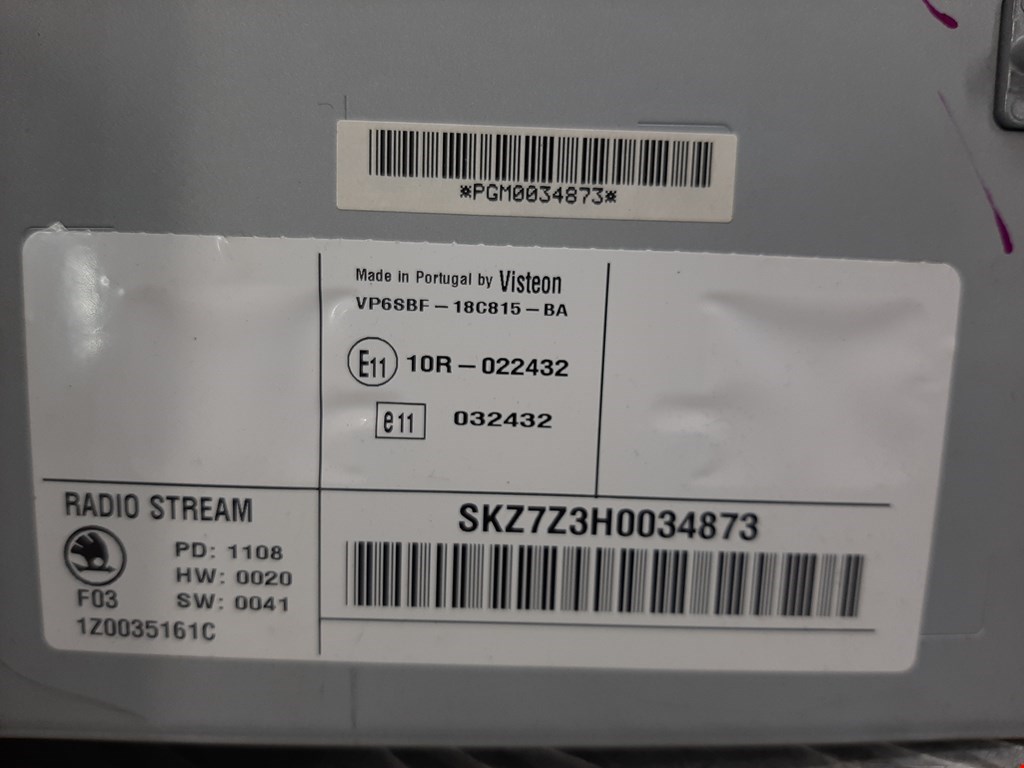 *PGM0034873*
Made in Portugal by Visteon
VP6SBF-18C815-BA
E11 10R-022432
e11 032432
RADIO STREAM
PD: 1108
HW: 0020
F03 SW: 0041
1Z0035161C
SKZ7Z3H0034873